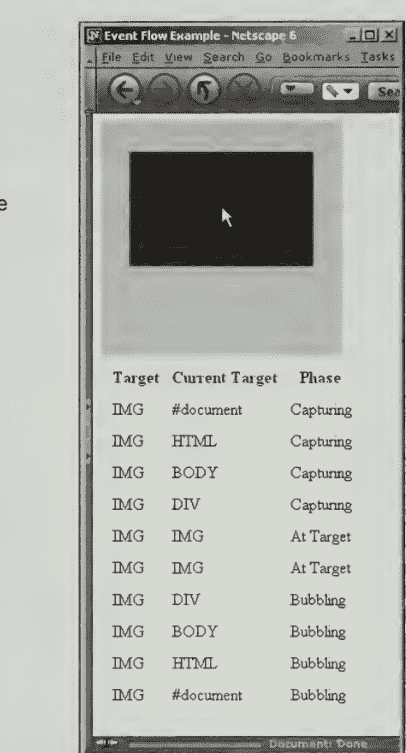 Event Flow Example - Netscape 6
File Edit View Search Go Bookmarks Tasks
Sea
e
Target Current Target Phase
IMG #document Capturing
IMG HTML Capturing
IMG BODY Capturing
IMG DIV Capturing
IMG IMG At Target
IMG IMG At Target
IMG DIV Bubbling
IMG BODY Bubbling
IMG HTML Bubbling
IMG #document Bubbling
Document: Done